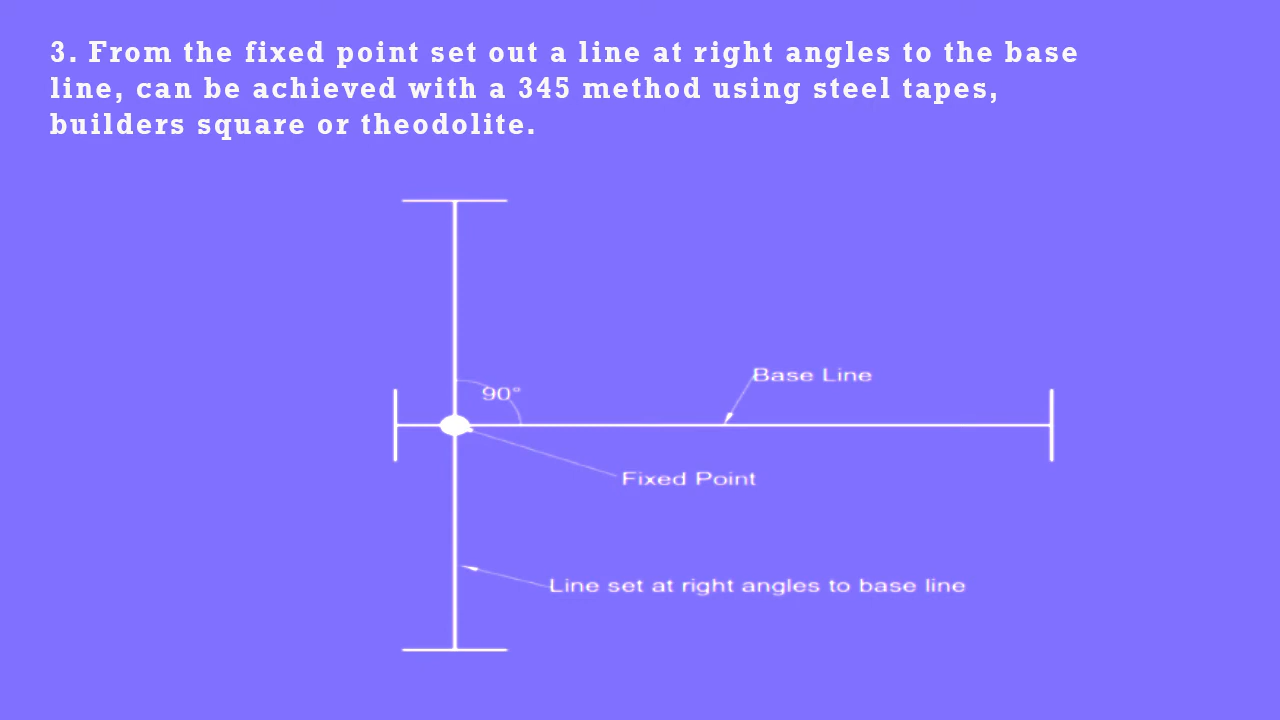 3. From the fixed point set out a line at right angles to the base
line, can be achieved with a 345 method using steel tapes,
builders square or theodolite.
Base Line
90°
Fixed Point
Line set at right angles to base line